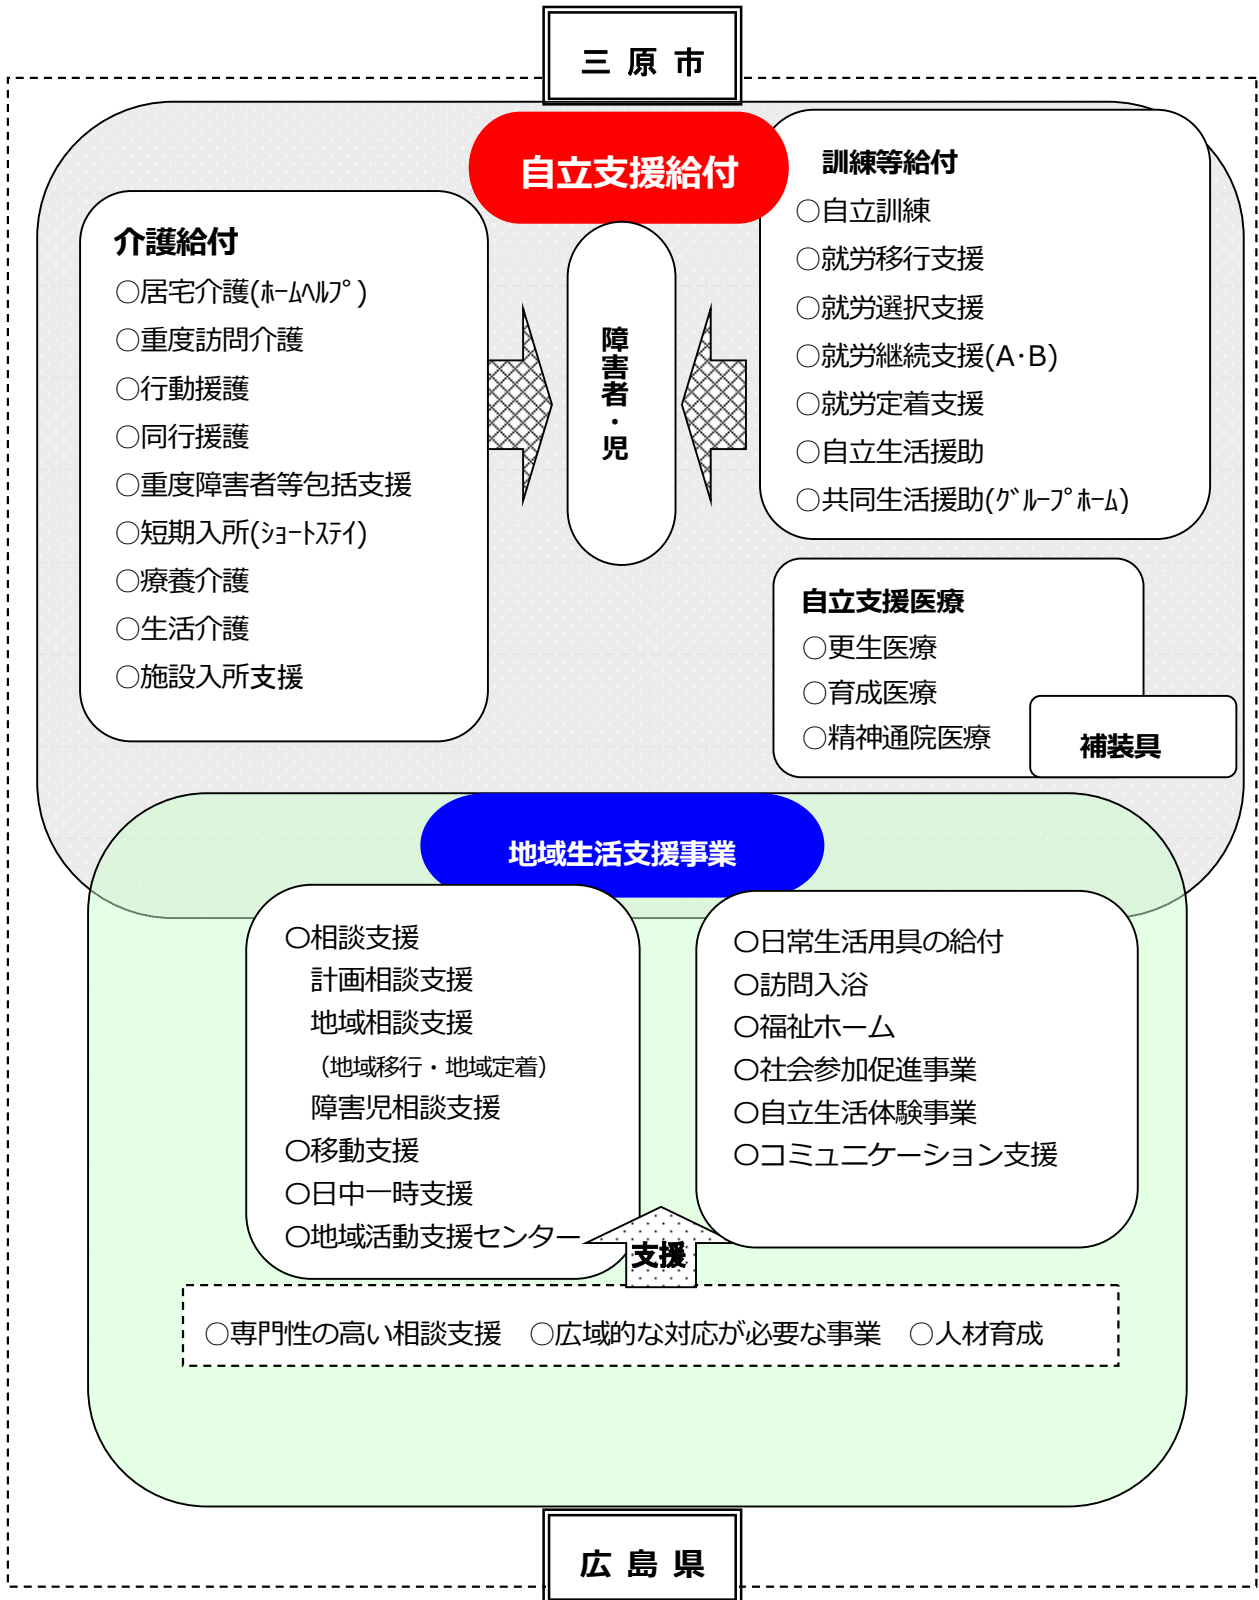 三原市
自立支援給付
介護給付
○居宅介護(ﾎｰﾑﾍﾙﾌﾟ)
○重度訪問介護
○行動援護
○同行援護
○重度障害者等包括支援
○短期入所(ｼｮｰﾄｽﾃｲ)
○療養介護
○生活介護
○施設入所支援
障害者・児
訓練等給付
○自立訓練
○就労移行支援
○就労選択支援
○就労継続支援(A･B)
○就労定着支援
○自立生活援助
○共同生活援助(ｸﾞﾙｰﾌﾟﾎｰﾑ)
自立支援医療
○更生医療
○育成医療
○精神通院医療
補装具
地域生活支援事業
〇相談支援
計画相談支援
地域相談支援
（地域移行・地域定着）
障害児相談支援
〇移動支援
〇日中一時支援
〇地域活動支援センター
〇日常生活用具の給付
〇訪問入浴
〇福祉ホーム
〇社会参加促進事業
〇自立生活体験事業
〇コミュニケーション支援
支援
○専門性の高い相談支援　○広域的な対応が必要な事業　○人材育成
広島県